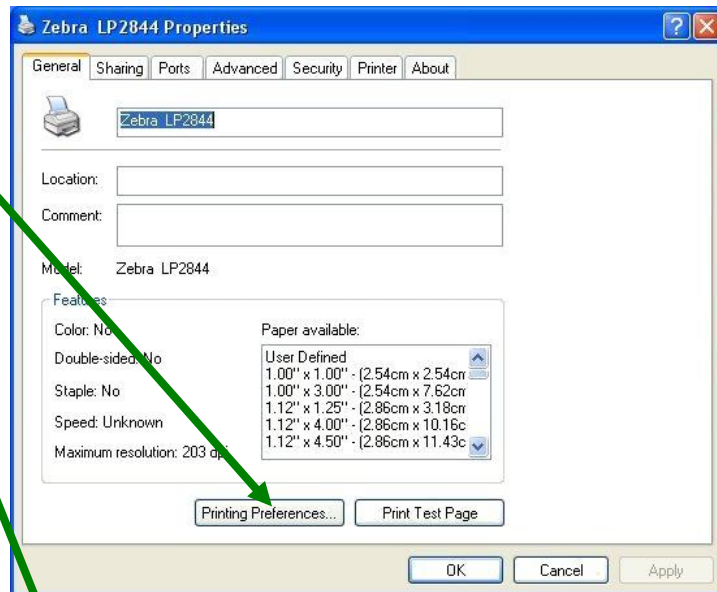 Zebra LP2844 Properties
General Sharing Ports Advanced Security Printer About
Zebra LP2844
Location:
Comment:
Model: Zebra LP2844
Features
Color: No
Double-sided: No
Staple: No
Speed: Unknown
Maximum resolution: 203 dpi
Paper available:
User Defined
1.00" x 1.00" - (2.54cm x 2.54cm
1.00" x 3.00" - (2.54cm x 7.62cm
1.12" x 1.25" - (2.86cm x 3.18cm
1.12" x 4.00" - (2.86cm x 10.16c
1.12" x 4.50" - (2.86cm x 11.43c
Printing Preferences... Print Test Page
OK Cancel Apply